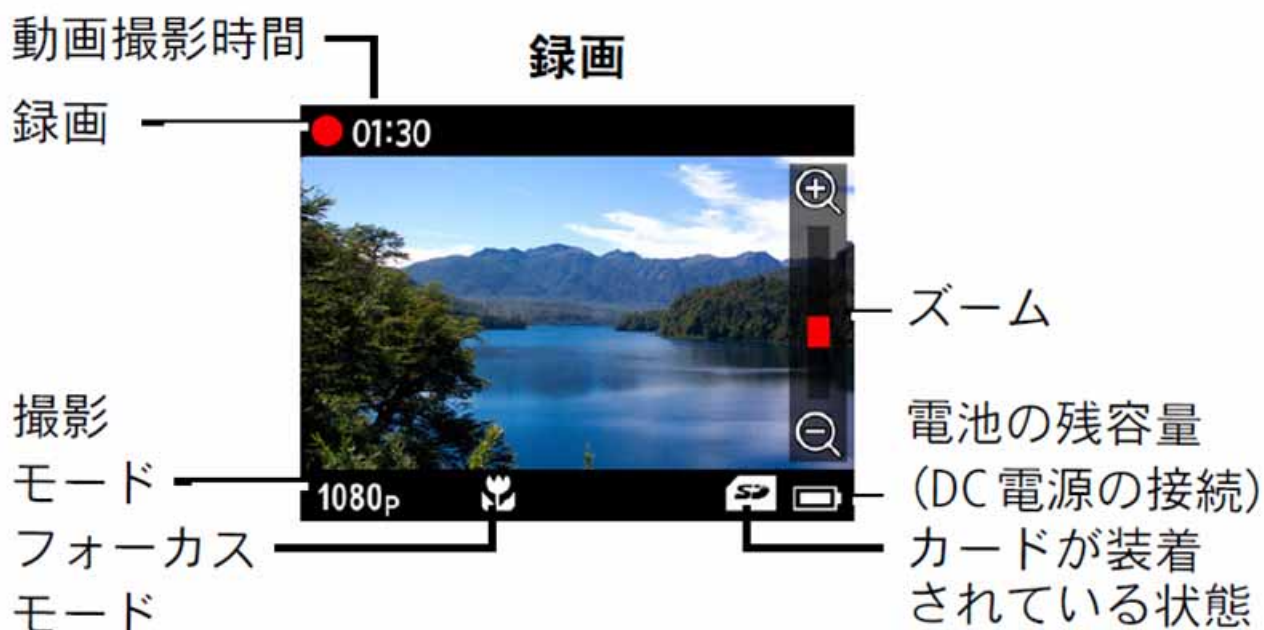 録画
動画撮影時間
録画
01:30
ズーム
撮影
モード
フォーカス
モード
1080P
SD
電池の残容量
(DC電源の接続)
カードが装着
されている状態